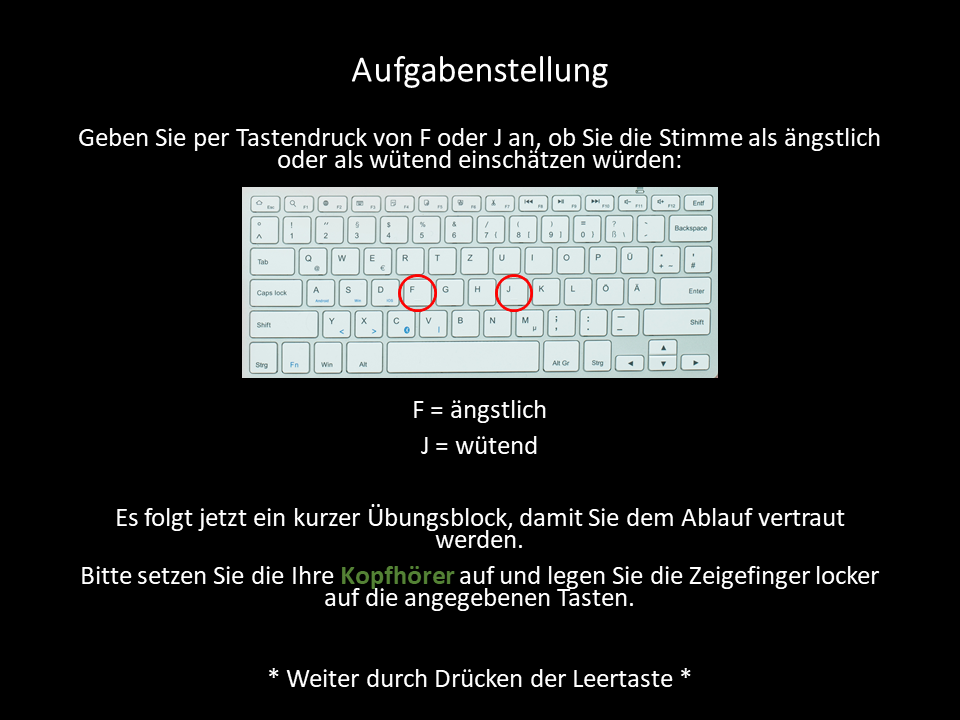 Aufgabenstellung
Geben Sie per Tastendruck von F oder J an, ob Sie die Stimme als ängstlich
oder als wütend einschätzen würden:
Esc F1 F2 F3 F4 F5 F6 F7 F8 F9 F10 F11 F12 Entf
° ^ ! 1 " 2 § 3 $ 4 % 5 & 6 / 7 { ( 8 [ ) 9 ] = 0 } ? ß \ Backspace
Tab Q @ W E € R T Z U I O P Ü * + ~ ' #
Caps lock A Android S Win D iOS F G H J K L Ö Ä Enter
Shift Y < X > C V | B N M µ ; , : . _ - Shift
Strg Fn Win Alt Alt Gr Strg ◄ ▲ ▼ ►
F = ängstlich
J = wütend
Es folgt jetzt ein kurzer Übungsblock, damit Sie dem Ablauf vertraut
werden.
Bitte setzen Sie die Ihre Kopfhörer auf und legen Sie die Zeigefinger locker
auf die angegebenen Tasten.
* Weiter durch Drücken der Leertaste *